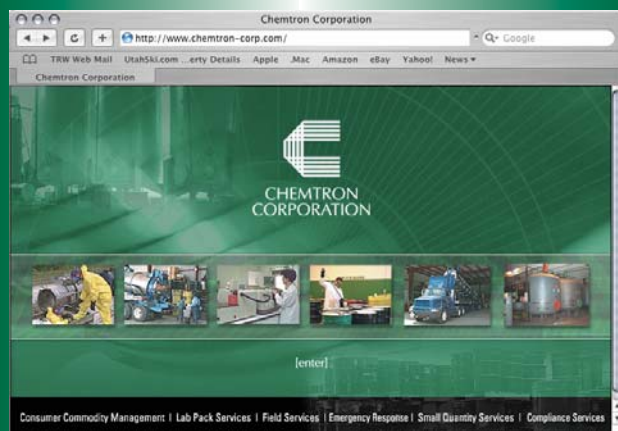 Chemtron Corporation
http://www.chemtron-corp.com/
Google
TRW Web Mail UtahSki.com ...erty Details Apple .Mac Amazon eBay Yahoo! News
Chemtron Corporation
CHEMTRON
CORPORATION
[enter]
Consumer Commodity Management | Lab Pack Services | Field Services | Emergency Response | Small Quantity Services | Compliance Services